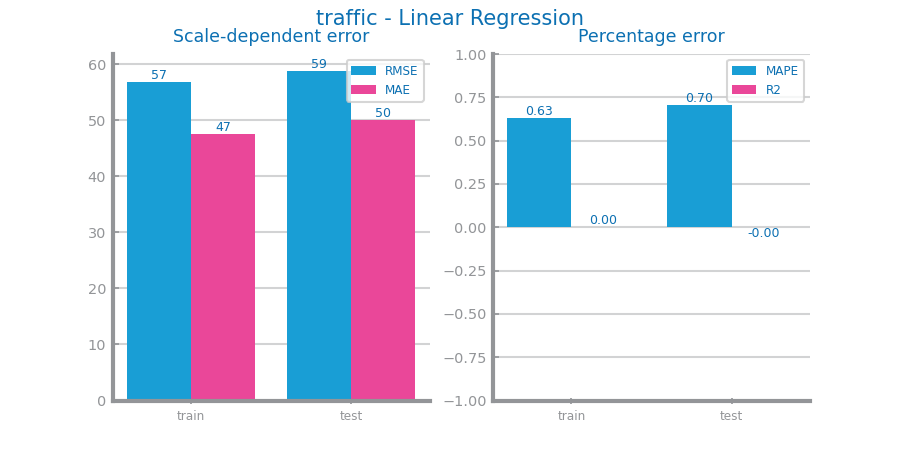 traffic - Linear Regression
Scale-dependent error
60
50
40
30
20
10
0
57
47
59
50
RMSE
MAE
train
test
Percentage error
1.00
0.75
0.50
0.25
0.00
−0.25
−0.50
−0.75
−1.00
0.63
0.00
0.70
-0.00
MAPE
R2
train
test